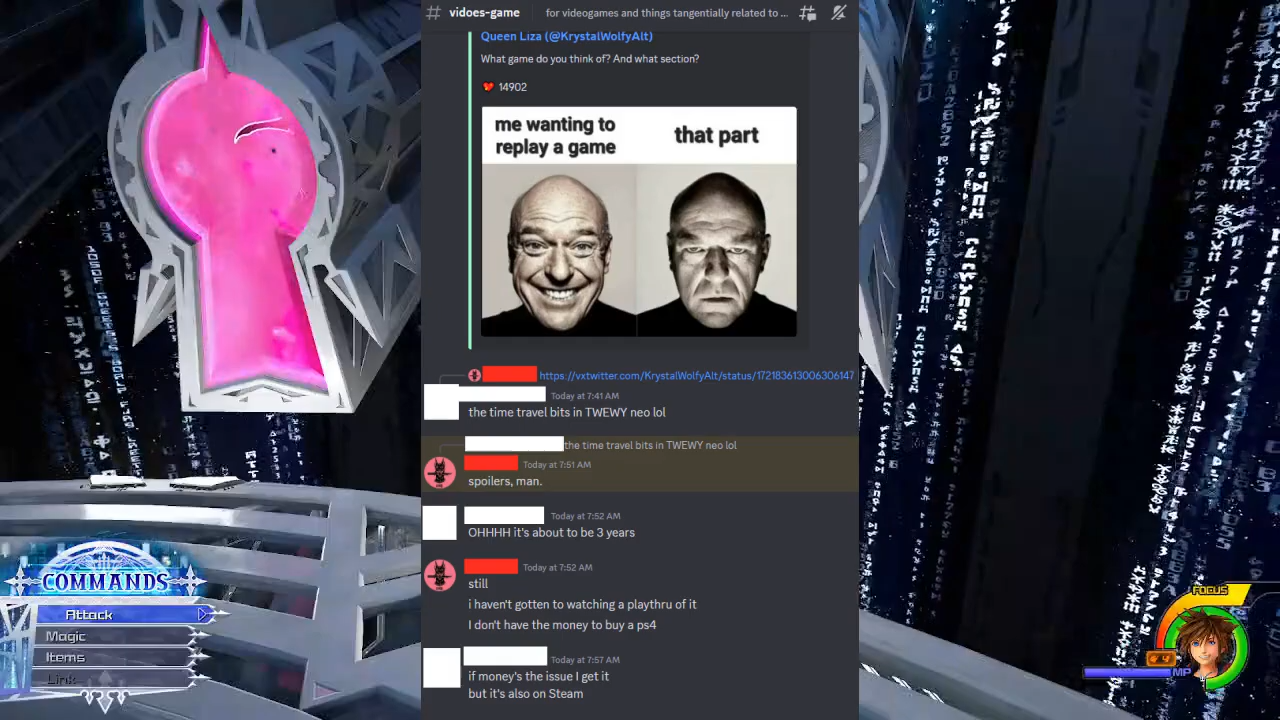 # vidoes-game for videogames and things tangentially related to ...
Queen Liza (@KrystalWolfyAlt)
What game do you think of? And what section?
14902
me wanting to
replay a game
that part
https://vxtwitter.com/KrystalWolfyAlt/status/172183613006306147
Today at 7:41 AM
the time travel bits in TWEWY neo lol
the time travel bits in TWEWY neo lol
Today at 7:51 AM
spoilers, man.
Today at 7:52 AM
OHHHH it's about to be 3 years
Today at 7:52 AM
still
i haven't gotten to watching a playthru of it
I don't have the money to buy a ps4
Today at 7:57 AM
if money's the issue I get it
but it's also on Steam
COMMANDS
Attack
Magic
Items
Link
FOCUS
MP